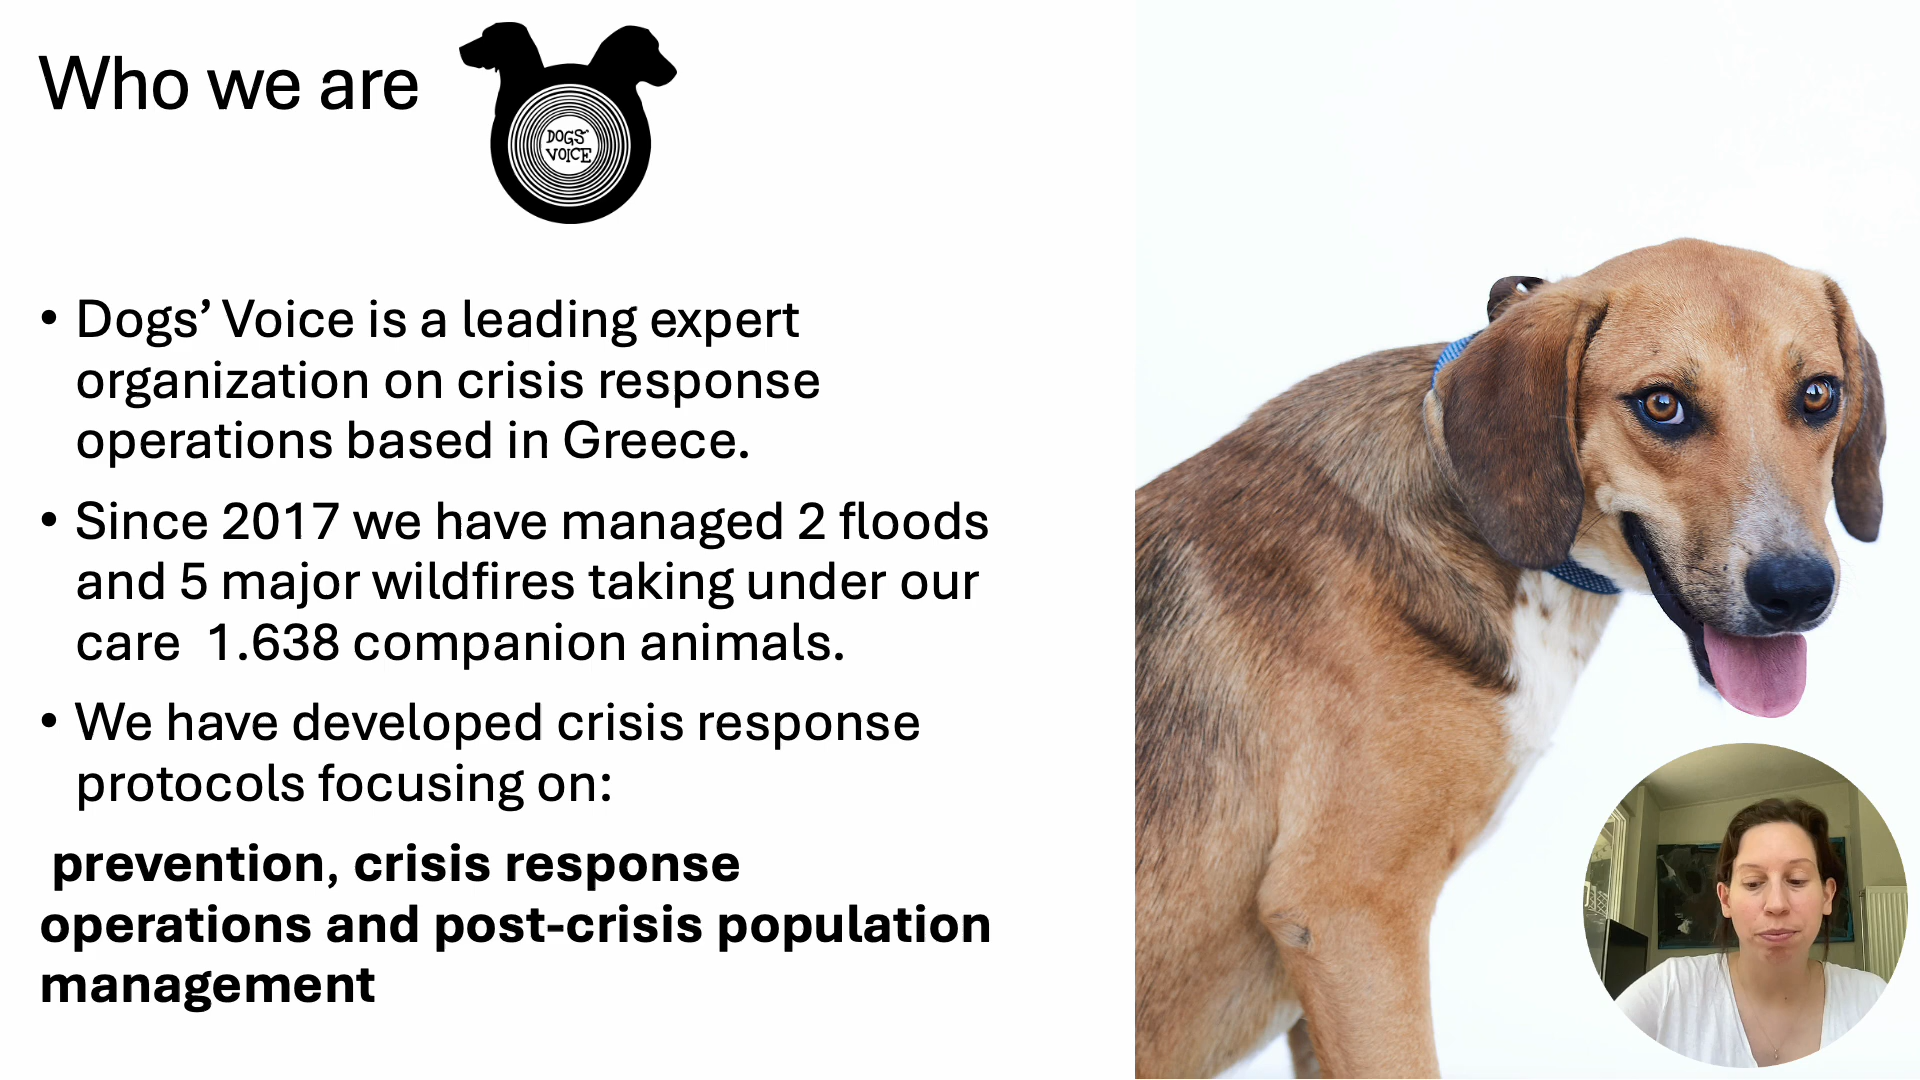 Who we are
DOGS'
VOICE
• Dogs’ Voice is a leading expert
organization on crisis response
operations based in Greece.
• Since 2017 we have managed 2 floods
and 5 major wildfires taking under our
care  1.638 companion animals.
• We have developed crisis response
protocols focusing on:
prevention, crisis response
operations and post-crisis population
management